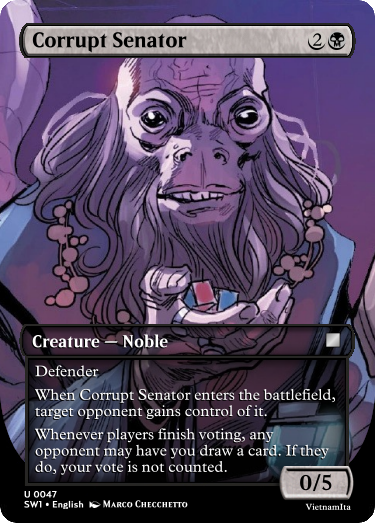 Corrupt Senator 2
Creature — Noble
Defender
When Corrupt Senator enters the battlefield,
target opponent gains control of it.
Whenever players finish voting, any
opponent may have you draw a card. If they
do, your vote is not counted.
0/5
U 0047
SW1 • English Marco Checchetto
VietnamIta